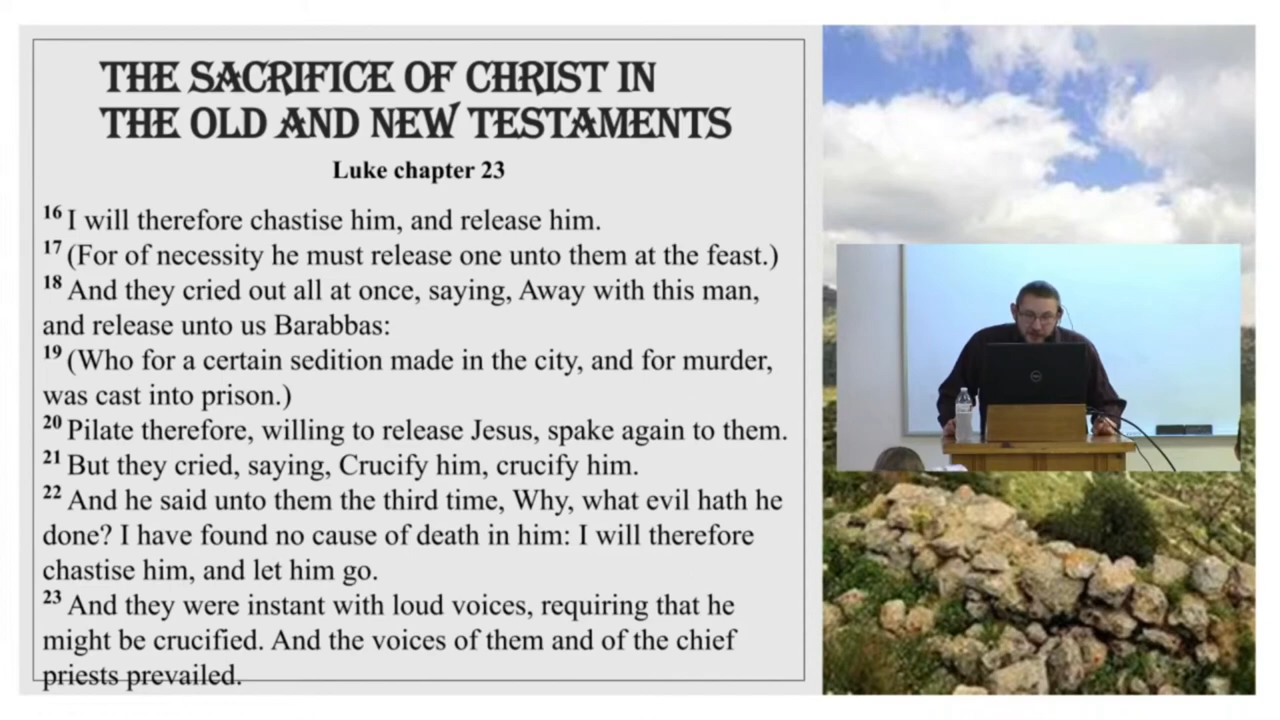 THE SACRIFICE OF CHRIST IN
THE OLD AND NEW TESTAMENTS
Luke chapter 23
16 I will therefore chastise him, and release him.
17 (For of necessity he must release one unto them at the feast.)
18 And they cried out all at once, saying, Away with this man,
and release unto us Barabbas:
19 (Who for a certain sedition made in the city, and for murder,
was cast into prison.)
20 Pilate therefore, willing to release Jesus, spake again to them.
21 But they cried, saying, Crucify him, crucify him.
22 And he said unto them the third time, Why, what evil hath he
done? I have found no cause of death in him: I will therefore
chastise him, and let him go.
23 And they were instant with loud voices, requiring that he
might be crucified. And the voices of them and of the chief
priests prevailed.